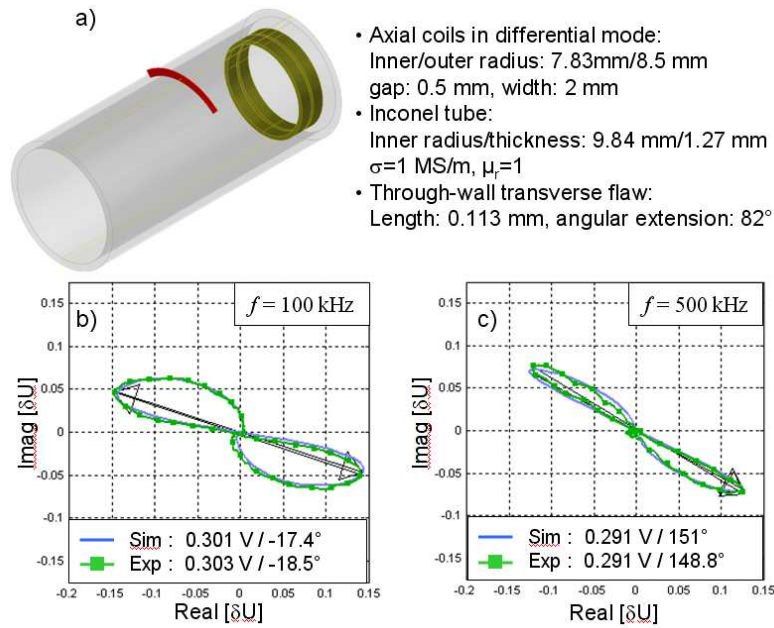 a)
• Axial coils in differential mode:
Inner/outer radius: 7.83mm/8.5 mm
gap: 0.5 mm, width: 2 mm
• Inconel tube:
Inner radius/thickness: 9.84 mm/1.27 mm
σ=1 MS/m, μr=1
• Through-wall transverse flaw:
Length: 0.113 mm, angular extension: 82°
b)
f = 100 kHz
0.15
0.1
0.05
0
-0.05
-0.1
-0.15
Imag [δU]
Sim : 0.301 V / -17.4°
Exp : 0.303 V / -18.5°
-0.2 -0.15 -0.1 -0.05 0 0.05 0.1 0.15
Real [δU]
c)
f = 500 kHz
0.15
0.1
0.05
0
-0.05
-0.1
-0.15
Imag [δU]
Sim : 0.291 V / 151°
Exp : 0.291 V / 148.8°
-0.2 -0.15 -0.1 -0.05 0 0.05 0.1 0.15
Real [δU]